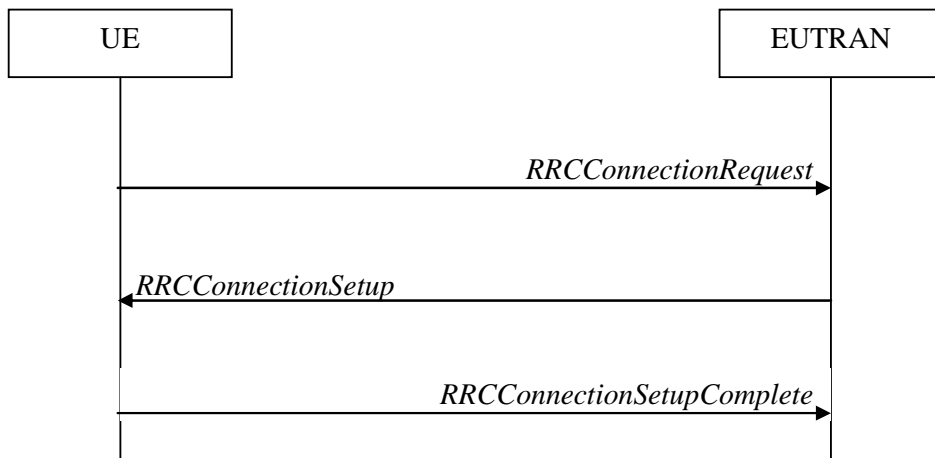 UE
EUTRAN
RRCConnectionRequest
RRCConnectionSetup
RRCConnectionSetupComplete